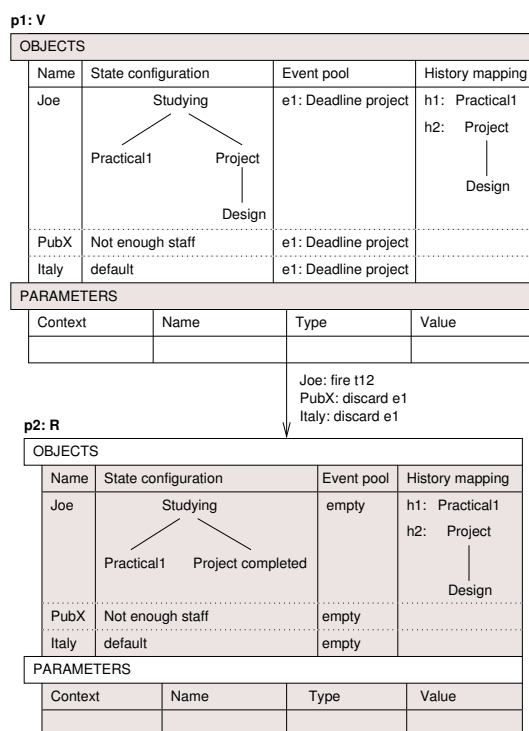 p1: V
OBJECTS
Name State configuration Event pool History mapping
Joe Studying e1: Deadline project h1: Practical1
h2: Project
Practical1 Project
Design
Design
PubX Not enough staff e1: Deadline project
Italy default e1: Deadline project
PARAMETERS
Context Name Type Value
Joe: fire t12
PubX: discard e1
Italy: discard e1
p2: R
OBJECTS
Name State configuration Event pool History mapping
Joe Studying empty h1: Practical1
h2: Project
Practical1 Project completed
Design
PubX Not enough staff empty
Italy default empty
PARAMETERS
Context Name Type Value